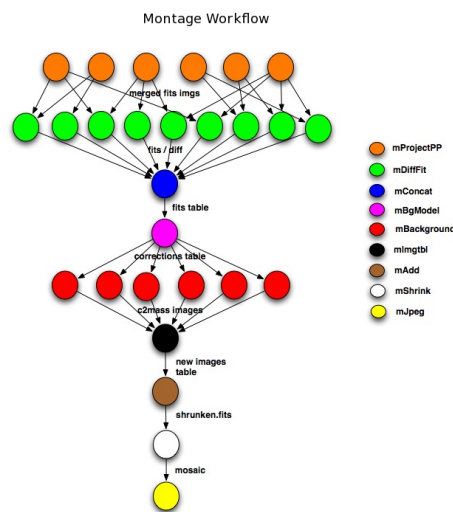 Montage Workflow
merged fits imgs
fits / diff
fits table
corrections table
c2mass images
new images
table
shrunken.fits
mosaic
mProjectPP
mDiffFit
mConcat
mBgModel
mBackground
mImgtbl
mAdd
mShrink
mJpeg